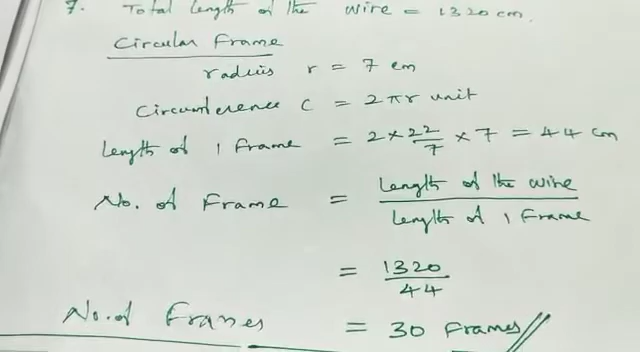 7. Total length of the wire = 1320 cm.
Circular Frame
radius r = 7 cm
Circumference C = 2πr unit
Length of 1 Frame = 2 × 22/7 × 7 = 44 cm
No. of Frame = Length of the wire / Length of 1 Frame
= 1320/44
No. of Frames = 30 Frames //